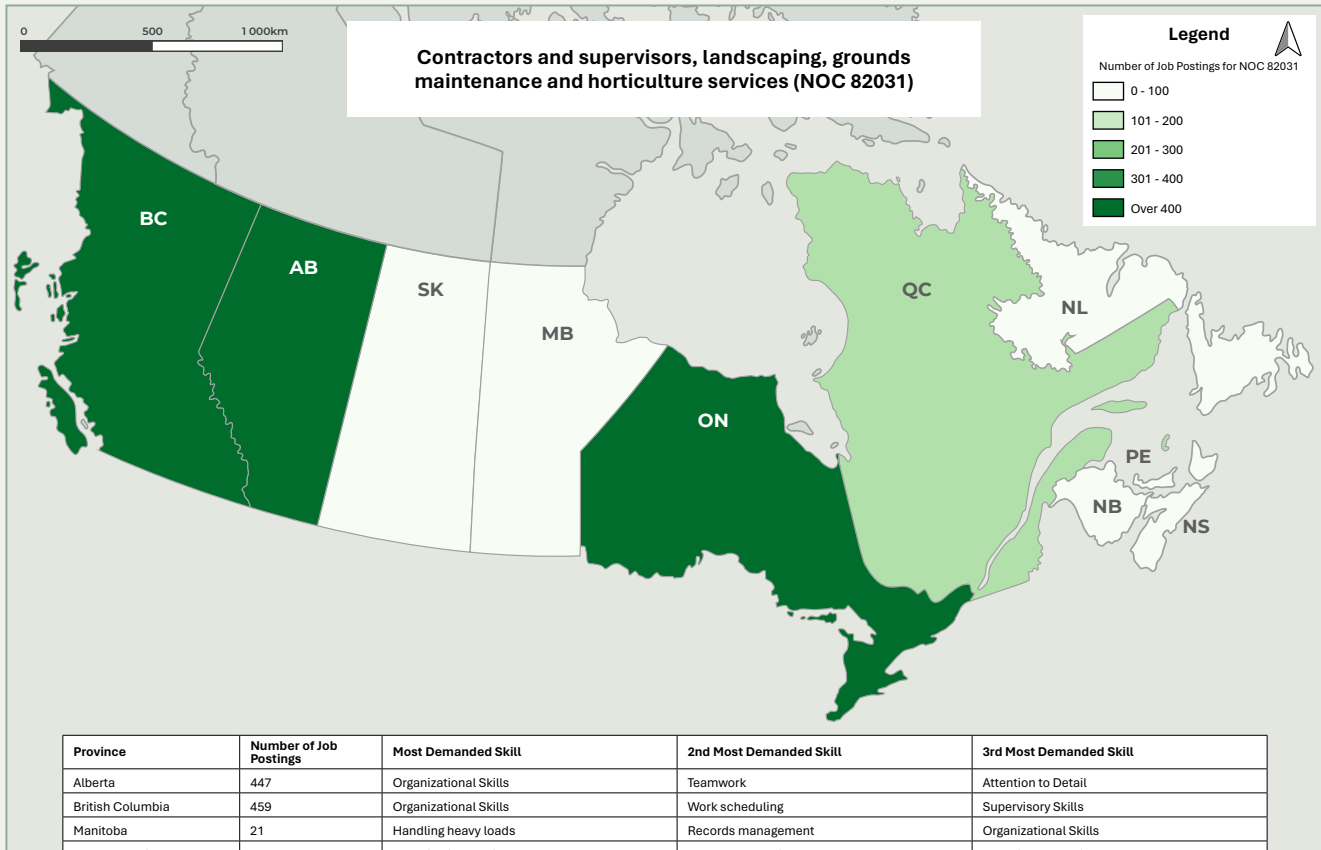 0 500 1 000km
Contractors and supervisors, landscaping, grounds
maintenance and horticulture services (NOC 82031)
Legend
Number of Job Postings for NOC 82031
0 - 100
101 - 200
201 - 300
301 - 400
Over 400
BC
AB
SK
MB
ON
QC
NL
PE
NB
NS
Province Number of Job Postings Most Demanded Skill 2nd Most Demanded Skill 3rd Most Demanded Skill
Alberta 447 Organizational Skills Teamwork Attention to Detail
British Columbia 459 Organizational Skills Work scheduling Supervisory Skills
Manitoba 21 Handling heavy loads Records management Organizational Skills